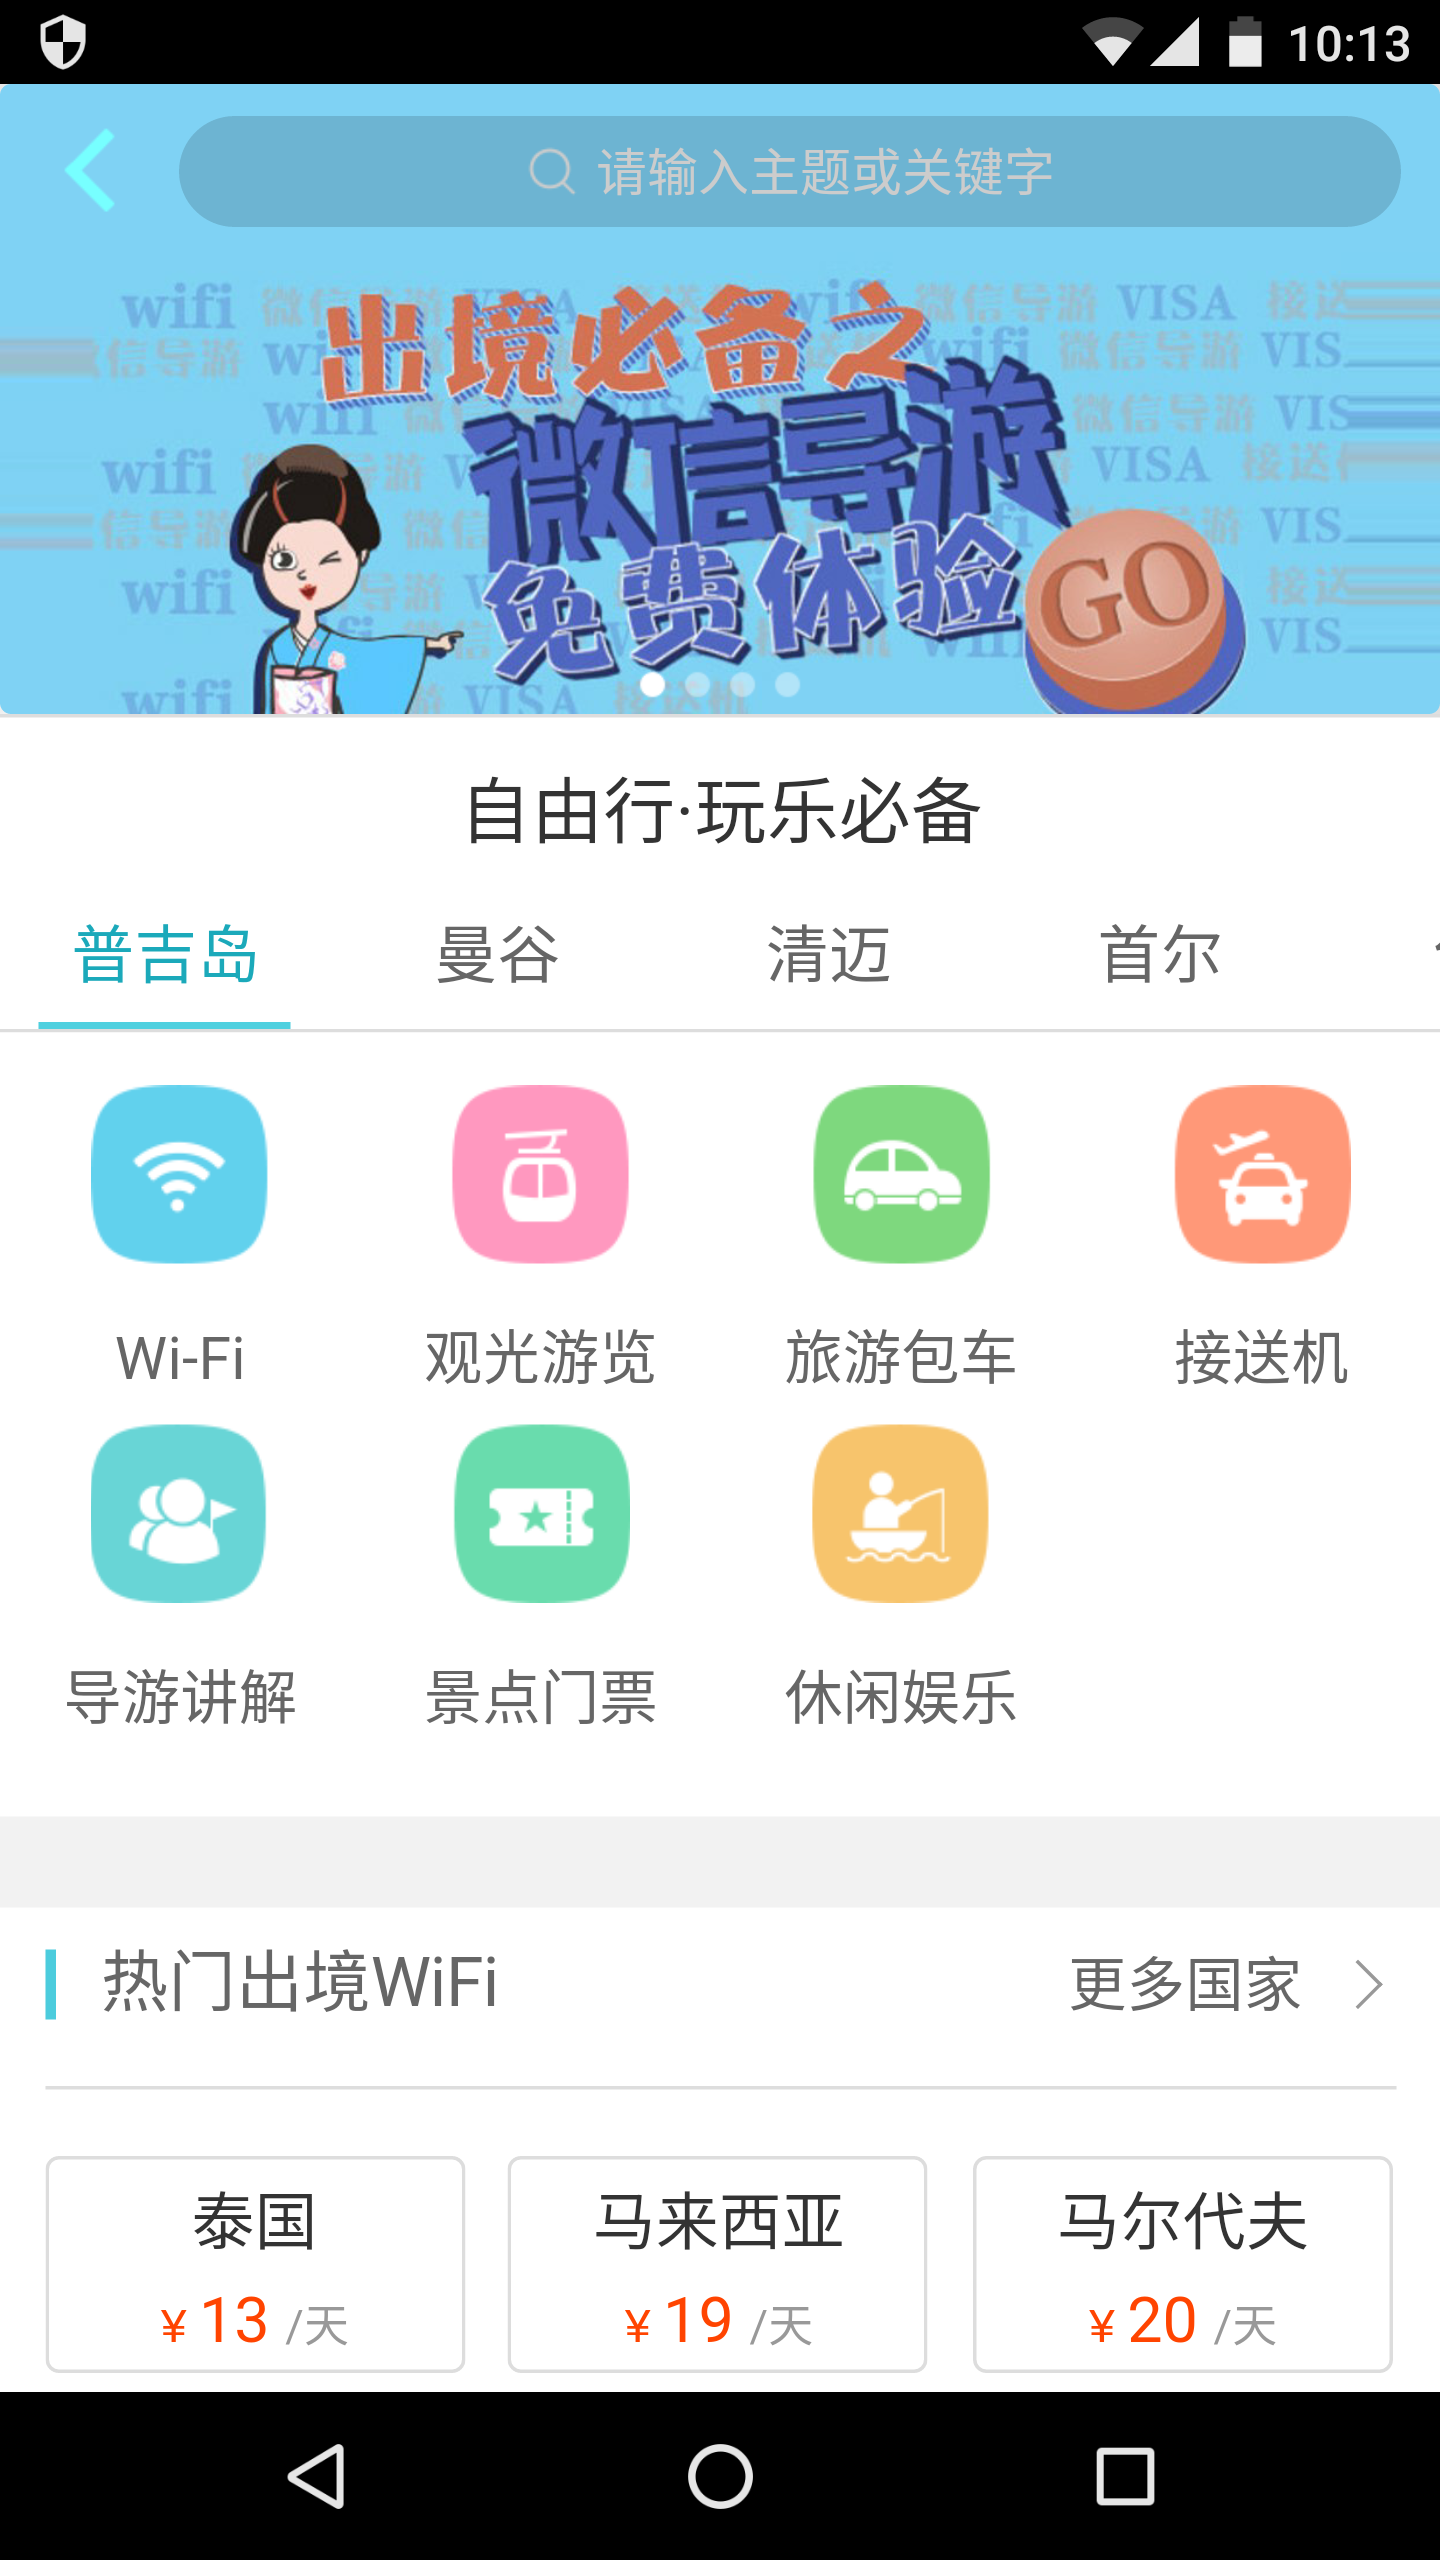 10:13
请输入主题或关键字
出境必备之
微信导游
免费体验
GO
自由行·玩乐必备
普吉岛 曼谷 清迈 首尔
Wi-Fi 观光游览 旅游包车 接送机
导游讲解 景点门票 休闲娱乐
热门出境WiFi 更多国家
泰国 马来西亚 马尔代夫
¥ 13 /天 ¥ 19 /天 ¥ 20 /天